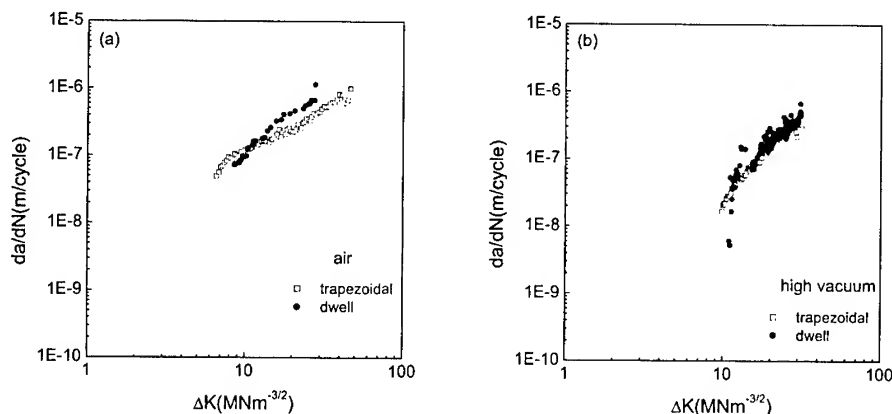 (a)
1E-5
1E-6
1E-7
1E-8
1E-9
1E-10
da/dN(m/cycle)
air
□ trapezoidal
● dwell
1
10
100
ΔK(MNm-3/2)
(b)
1E-5
1E-6
1E-7
1E-8
1E-9
1E-10
da/dN(m/cycle)
high vacuum
□ trapezoidal
● dwell
1
10
100
ΔK(MNm-3/2)